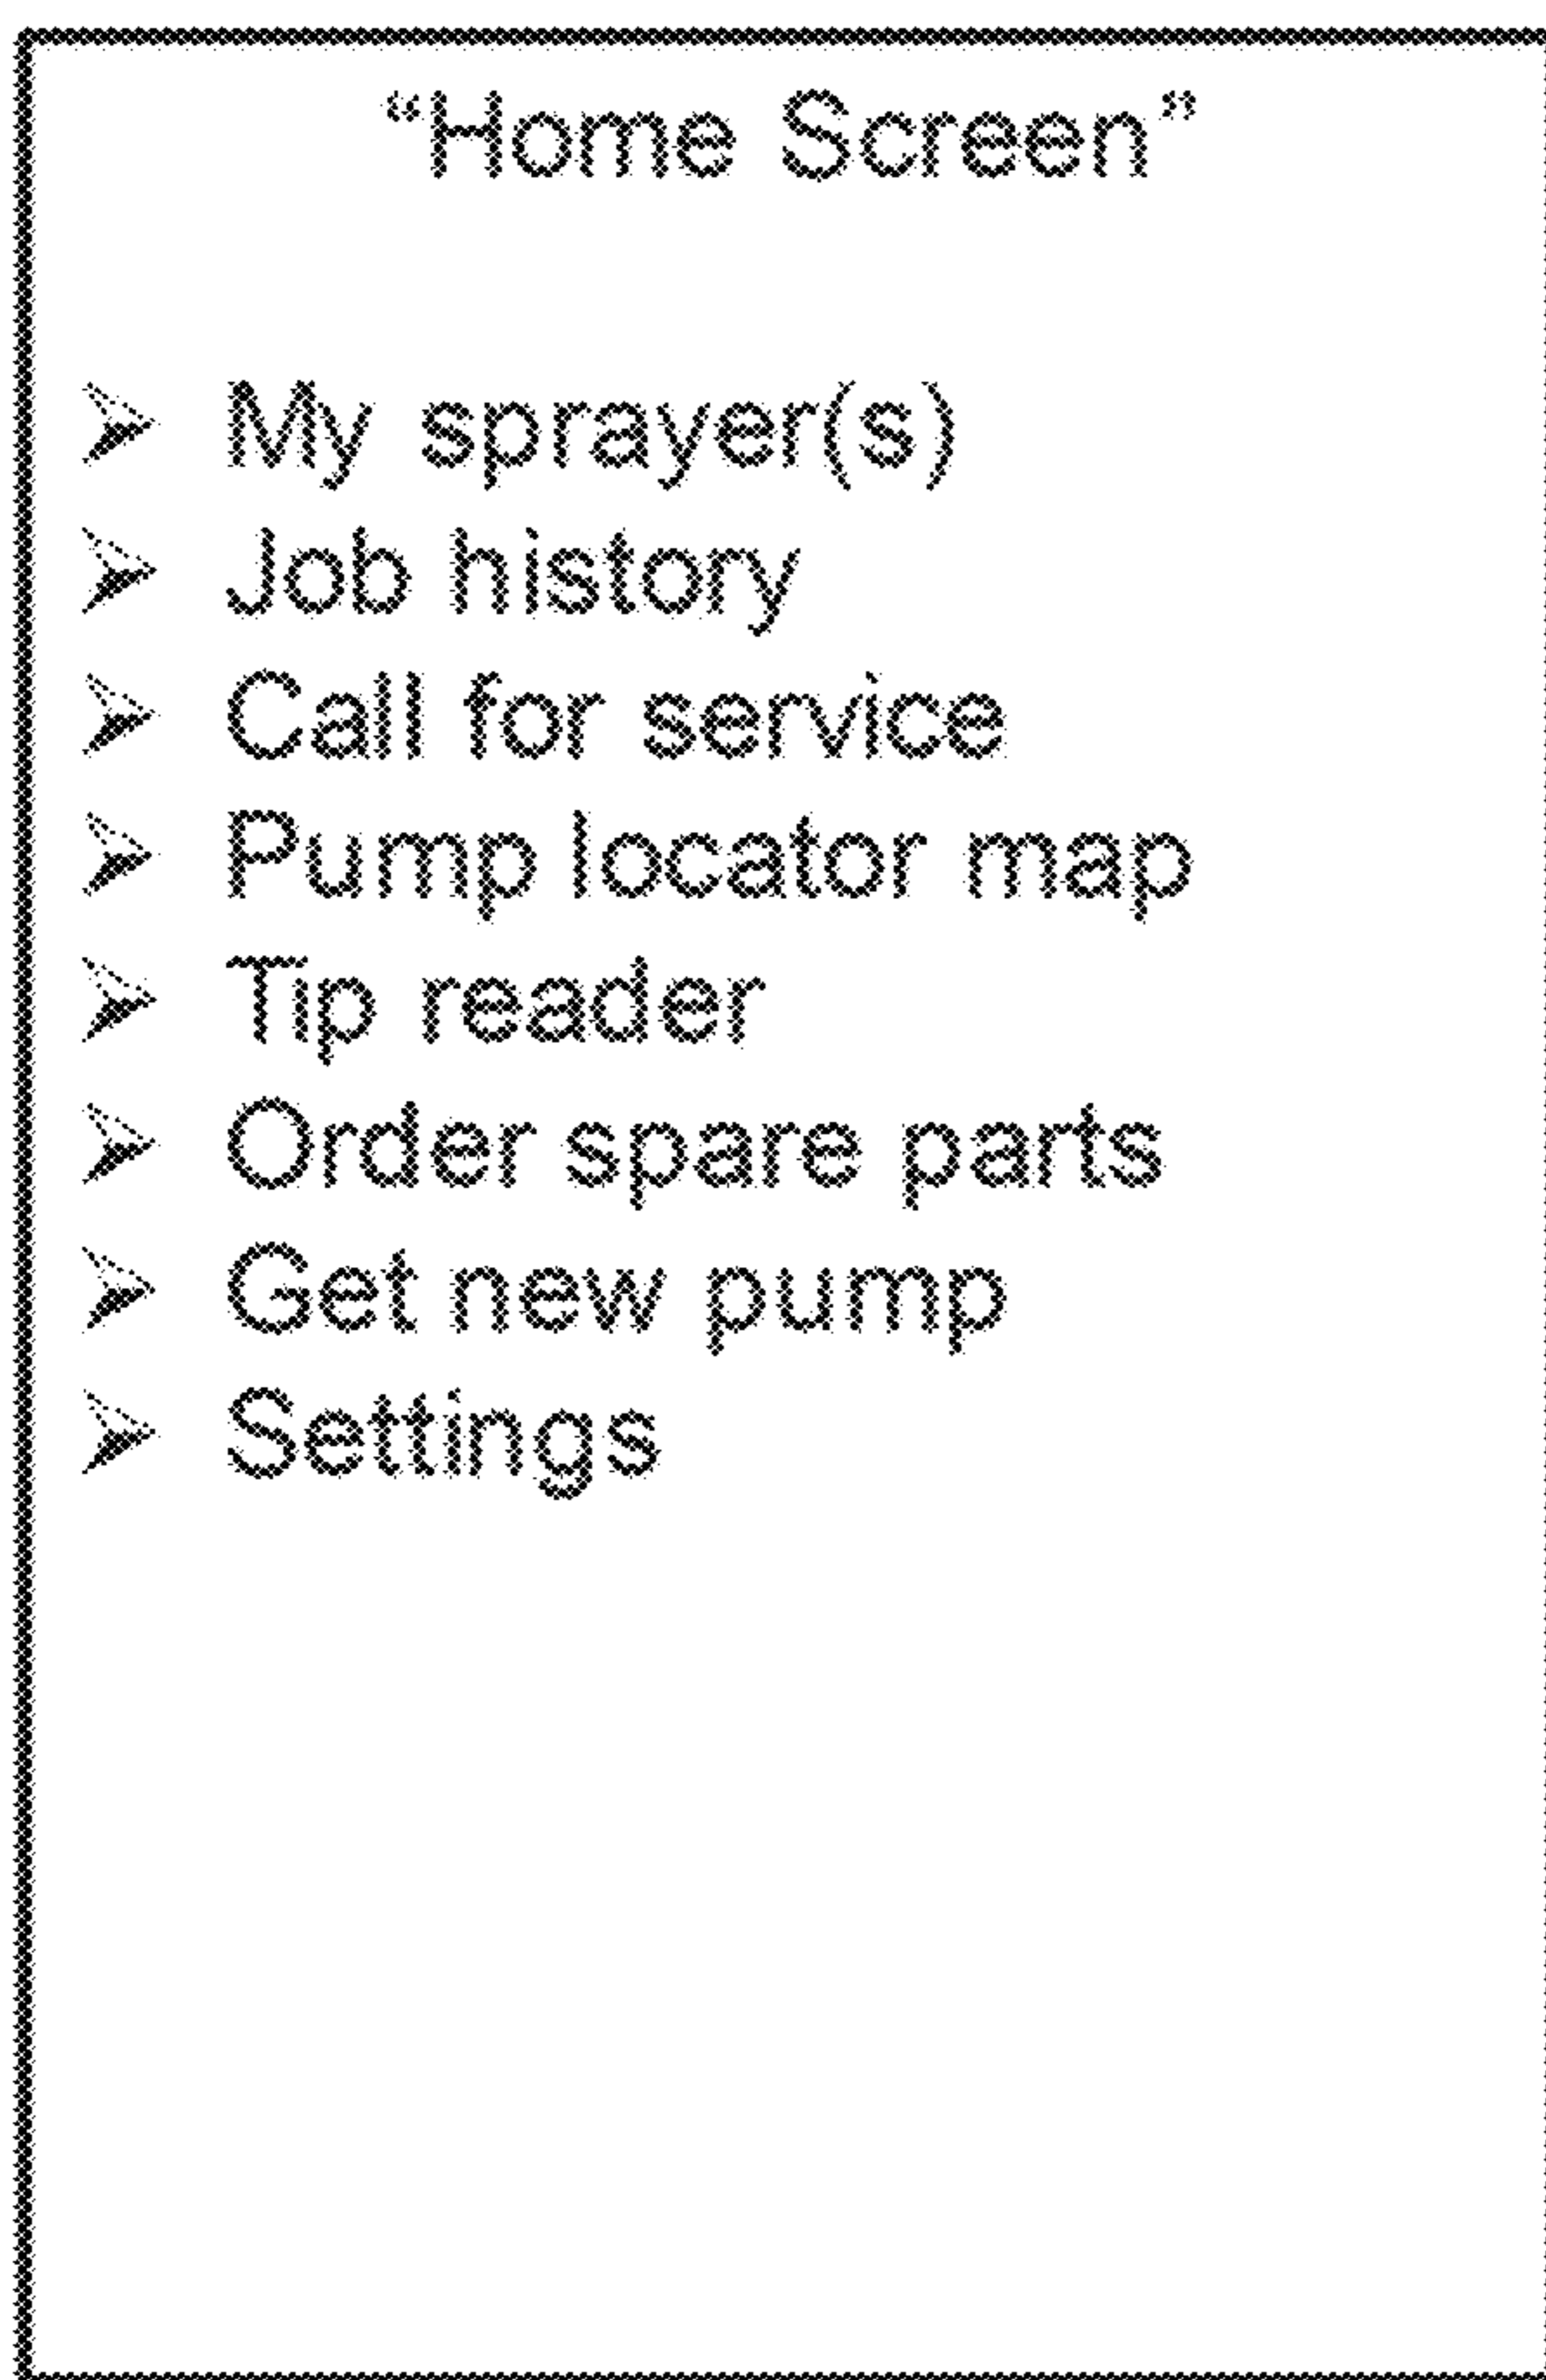 “Home Screen”
➢ My sprayer(s)
➢ Job history
➢ Call for service
➢ Pump locator map
➢ Tip reader
➢ Order spare parts
➢ Get new pump
➢ Settings